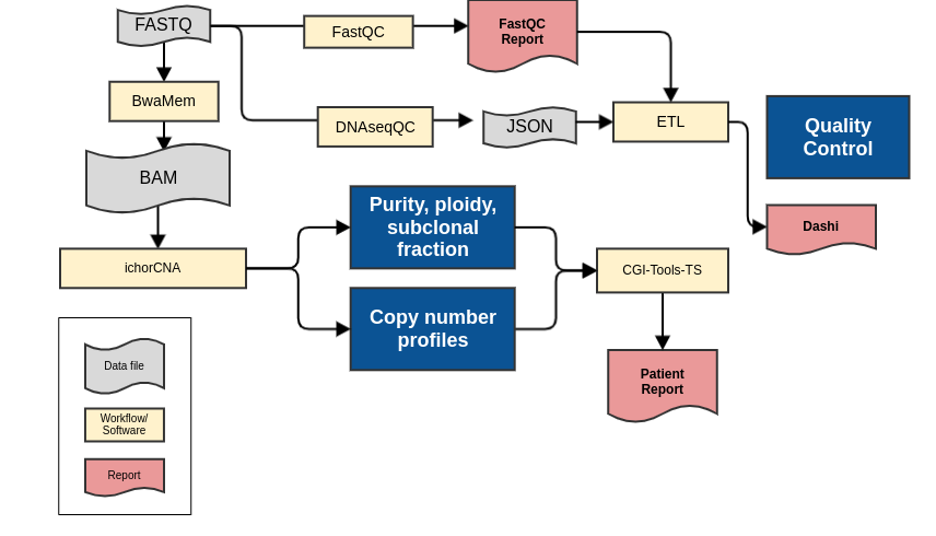 FASTQ
FastQC
FastQC
Report
BwaMem
DNAseqQC
JSON
ETL
Quality
Control
BAM
Purity, ploidy,
subclonal
fraction
Dashi
ichorCNA
CGI-Tools-TS
Copy number
profiles
Patient
Report
Data file
Workflow/
Software
Report